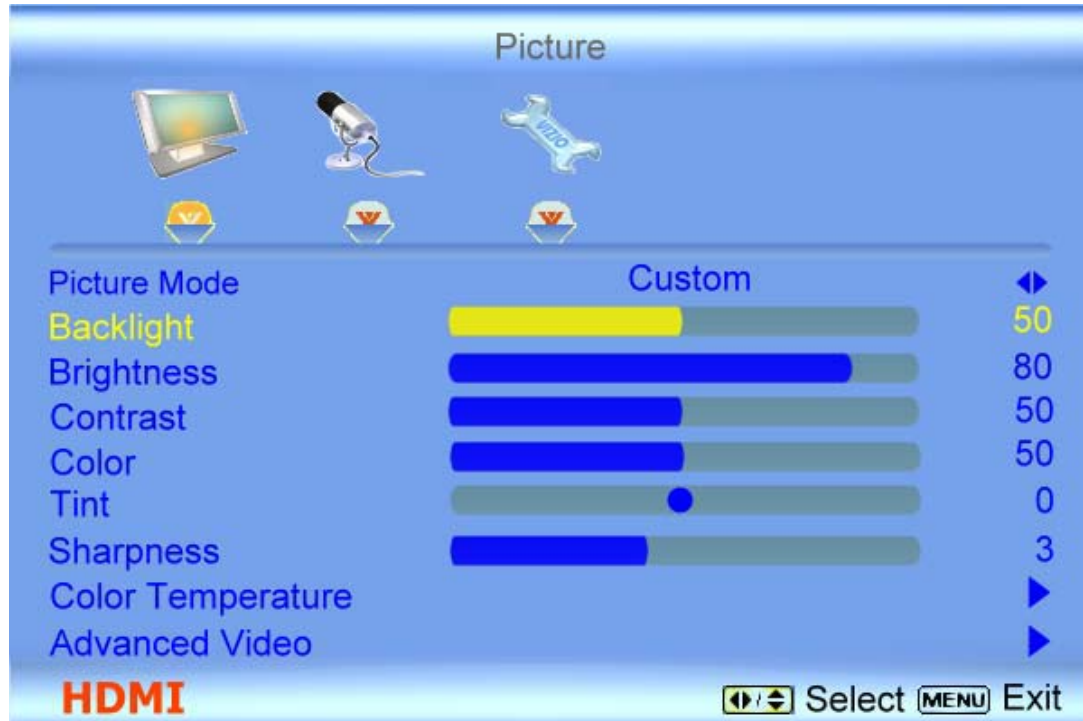 Picture
VIZIO
Picture Mode Custom
Backlight 50
Brightness 80
Contrast 50
Color 50
Tint 0
Sharpness 3
Color Temperature
Advanced Video
HDMI Select MENU Exit